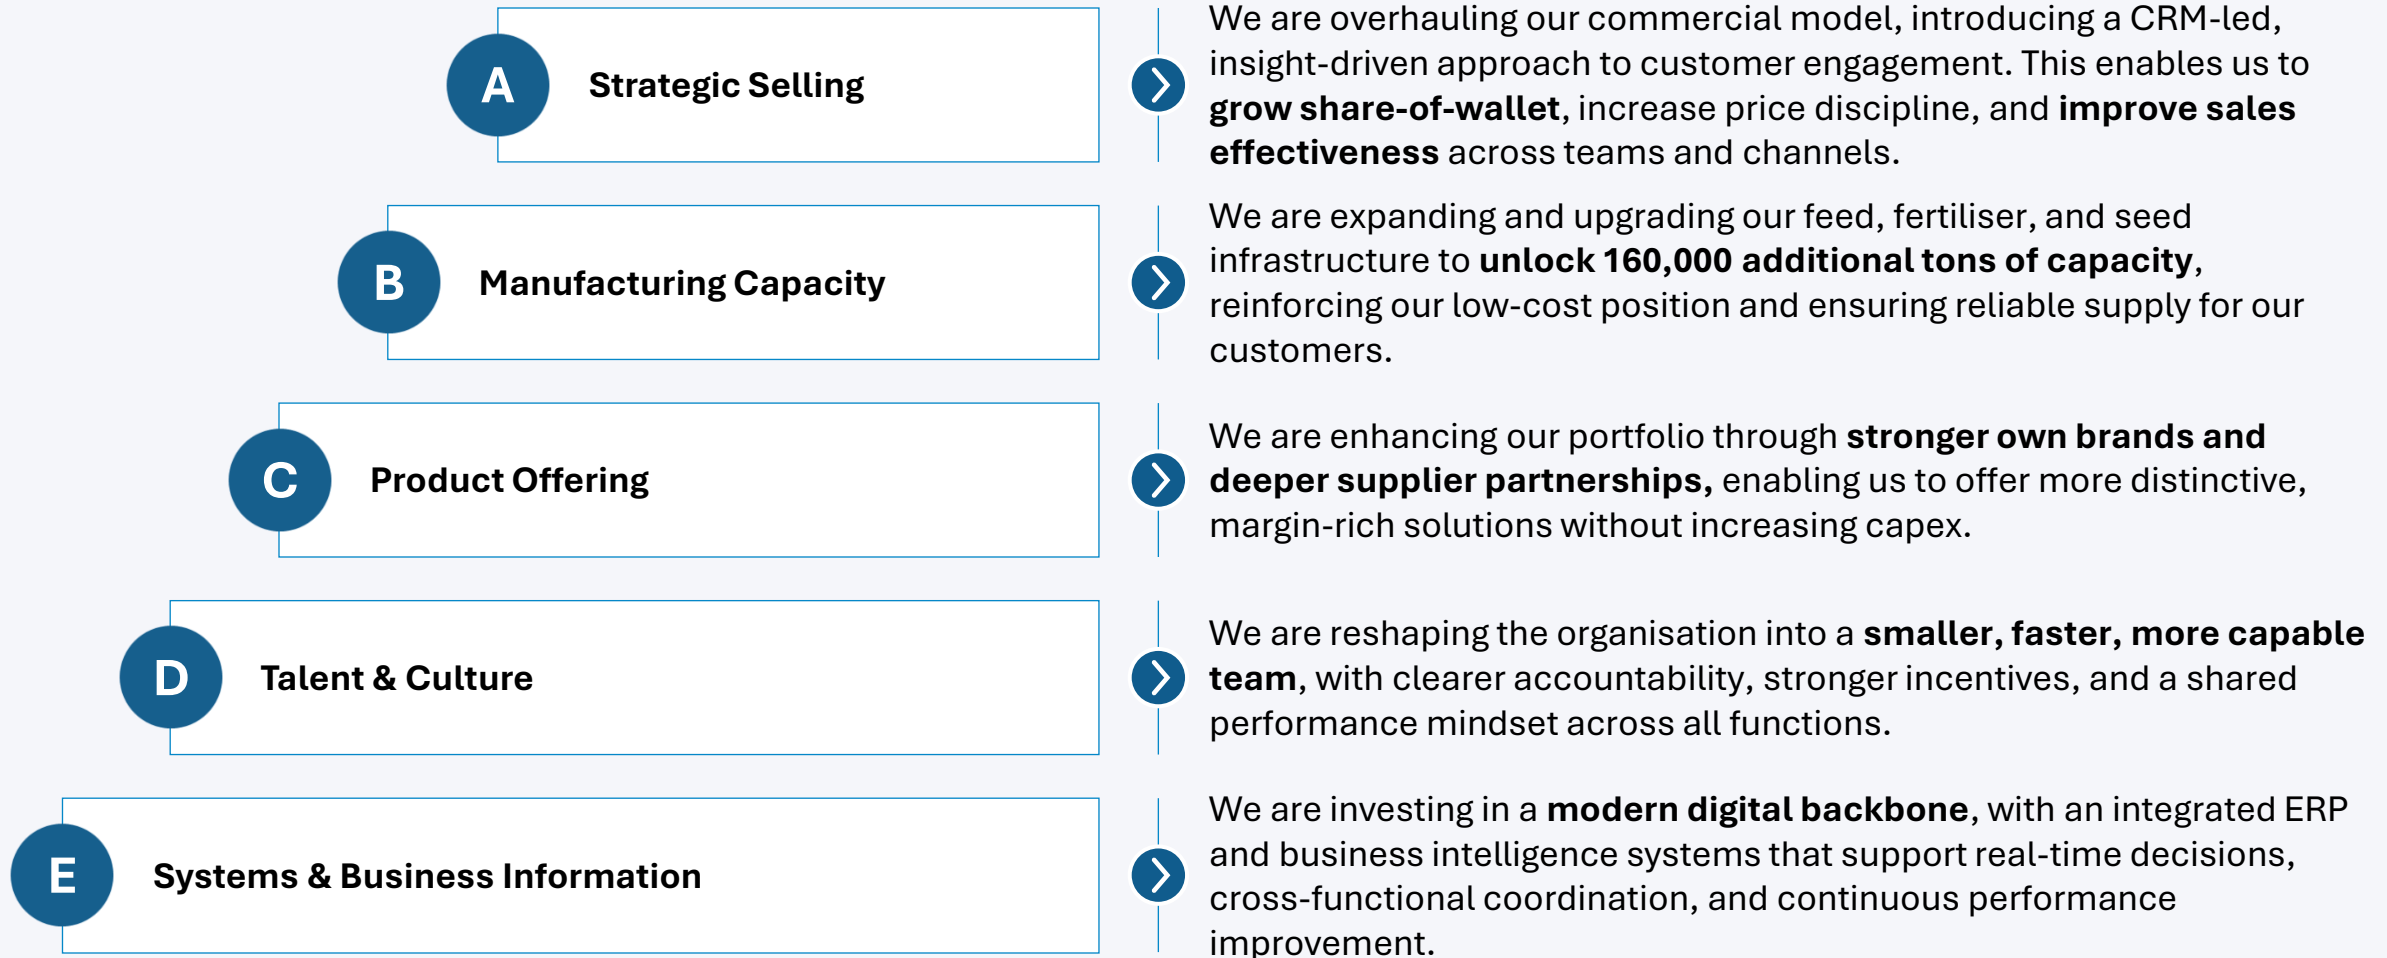 A
Strategic Selling
We are overhauling our commercial model, introducing a CRM-led,
insight-driven approach to customer engagement. This enables us to
grow share-of-wallet, increase price discipline, and improve sales
effectiveness across teams and channels.
B
Manufacturing Capacity
We are expanding and upgrading our feed, fertiliser, and seed
infrastructure to unlock 160,000 additional tons of capacity,
reinforcing our low-cost position and ensuring reliable supply for our
customers.
C
Product Offering
We are enhancing our portfolio through stronger own brands and
deeper supplier partnerships, enabling us to offer more distinctive,
margin-rich solutions without increasing capex.
D
Talent & Culture
We are reshaping the organisation into a smaller, faster, more capable
team, with clearer accountability, stronger incentives, and a shared
performance mindset across all functions.
E
Systems & Business Information
We are investing in a modern digital backbone, with an integrated ERP
and business intelligence systems that support real-time decisions,
cross-functional coordination, and continuous performance
improvement.